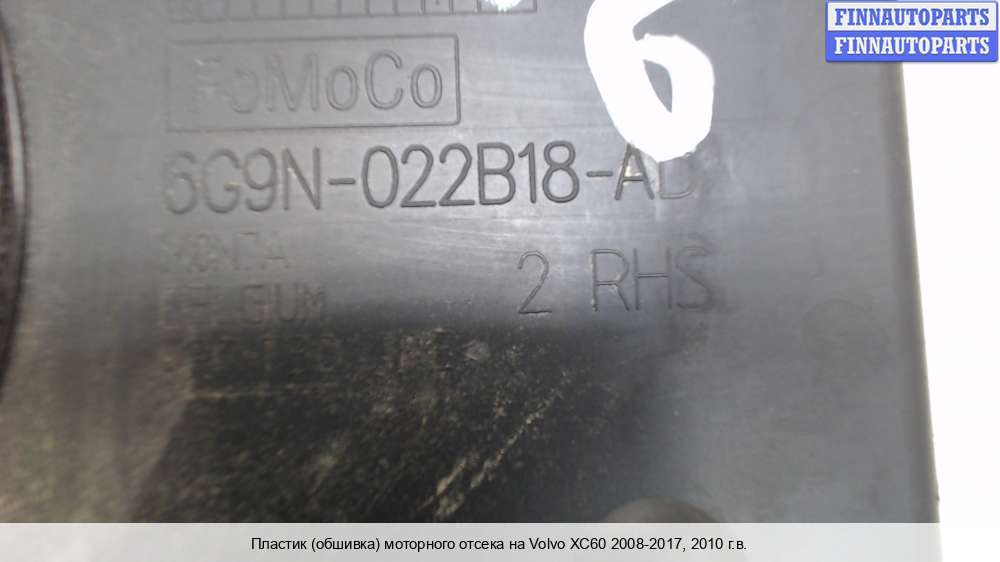 FINNAUTOPARTS
FINNAUTOPARTS
6
FoMoCo
6G9N-022B18-AD
BELGIUM
2 RHS
Пластик (обшивка) моторного отсека на Volvo XC60 2008-2017, 2010 г.в.